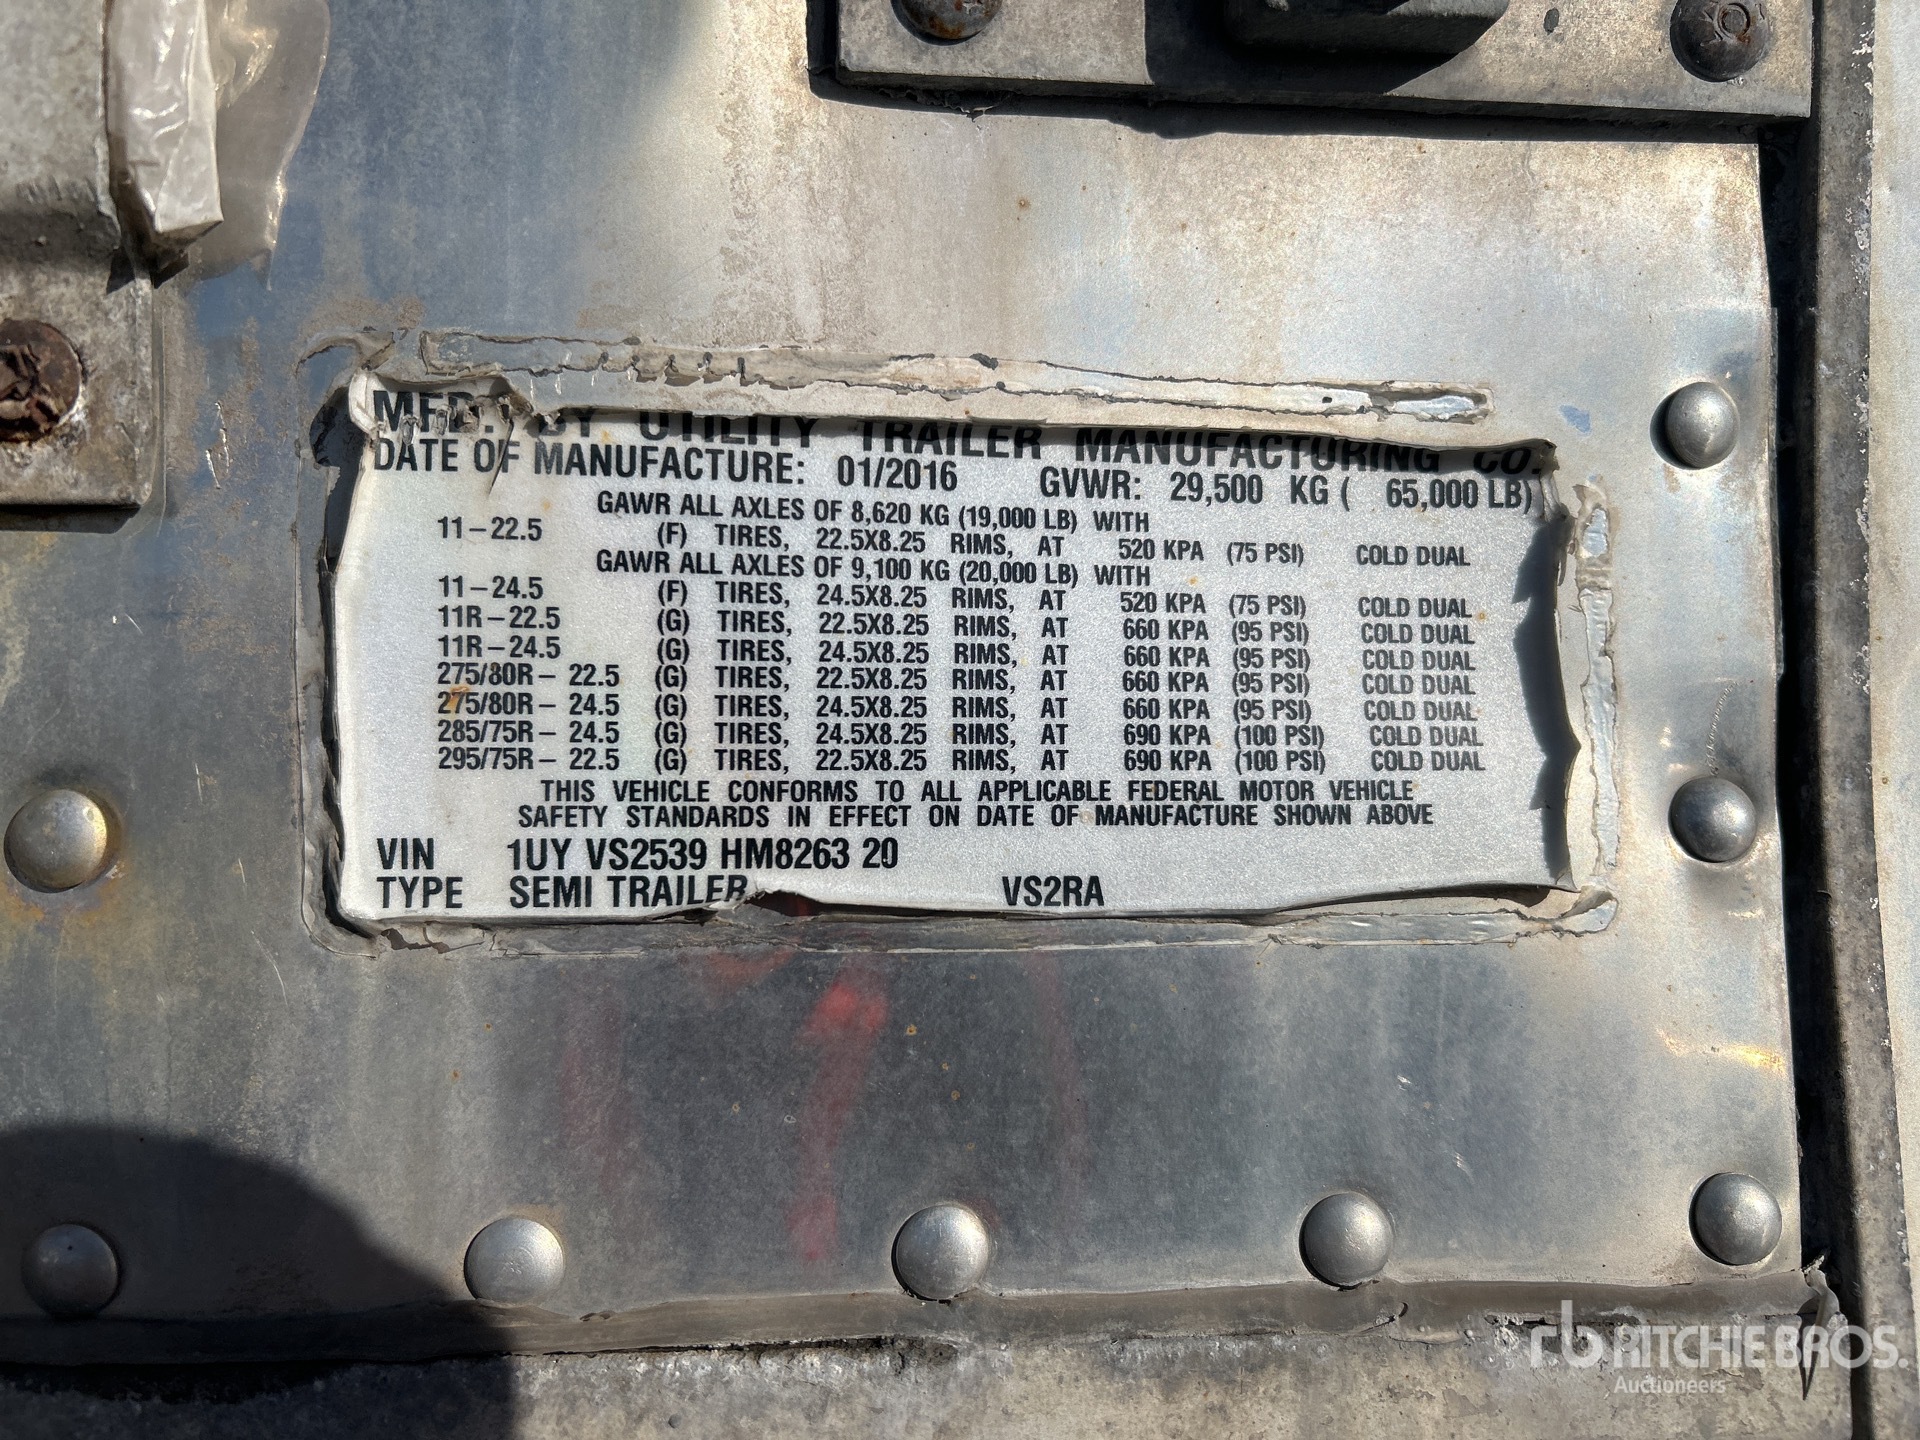 MFD. BY UTILITY TRAILER MANUFACTURING CO.
DATE OF MANUFACTURE: 01/2016 GVWR: 29,500 KG ( 65,000 LB)
GAWR ALL AXLES OF 8,620 KG (19,000 LB) WITH
11-22.5 (F) TIRES, 22.5X8.25 RIMS, AT 520 KPA (75 PSI) COLD DUAL
GAWR ALL AXLES OF 9,100 KG (20,000 LB) WITH
11-24.5 (F) TIRES, 24.5X8.25 RIMS, AT 520 KPA (75 PSI) COLD DUAL
11R-22.5 (G) TIRES, 22.5X8.25 RIMS, AT 660 KPA (95 PSI) COLD DUAL
11R-24.5 (G) TIRES, 24.5X8.25 RIMS, AT 660 KPA (95 PSI) COLD DUAL
275/80R- 22.5 (G) TIRES, 22.5X8.25 RIMS, AT 660 KPA (95 PSI) COLD DUAL
275/80R- 24.5 (G) TIRES, 24.5X8.25 RIMS, AT 660 KPA (95 PSI) COLD DUAL
285/75R- 24.5 (G) TIRES, 24.5X8.25 RIMS, AT 690 KPA (100 PSI) COLD DUAL
295/75R- 22.5 (G) TIRES, 22.5X8.25 RIMS, AT 690 KPA (100 PSI) COLD DUAL
THIS VEHICLE CONFORMS TO ALL APPLICABLE FEDERAL MOTOR VEHICLE
SAFETY STANDARDS IN EFFECT ON DATE OF MANUFACTURE SHOWN ABOVE
VIN 1UY VS2539 HM8263 20
TYPE SEMI TRAILER VS2RA
rb RITCHIE BROS.
Auctioneers